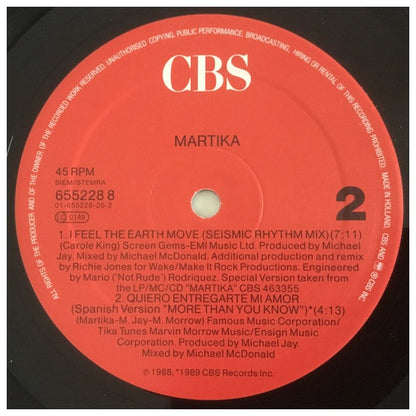 ALL RIGHTS OF THE PRODUCER AND OF THE OWNER OF THE RECORDED WORK RESERVED. UNAUTHORISED COPYING, PUBLIC PERFORMANCE, BROADCASTING, HIRING OR RENTAL OF THIS RECORDING PROHIBITED. MADE IN HOLLAND. CBS AND ARE ® CBS INC.
CBS
MARTIKA
45 RPM
BIEM/STEMRA
655228 8
01-655228-20-2
LC 0149
2
1. I FEEL THE EARTH MOVE (SEISMIC RHYTHM MIX)(7:11)
(Carole King) Screen Gems-EMI Music Ltd. Produced by Michael
Jay. Mixed by Michael McDonald. Additional production and remix
by Richie Jones for Wake/Make It Rock Productions. Engineered by
Mario ('Not Rude') Rodriquez. Special Version taken from
the LP/MC/CD "MARTIKA" CBS 463355
2. QUIERO ENTREGARTE MI AMOR
(Spanish Version "MORE THAN YOU KNOW")*(4:13)
(Martika-M. Jay-M. Morrow) Famous Music Corporation/
Tika Tunes Marvin Morrow Music/Ensign Music
Corporation. Produced by Michael Jay.
Mixed by Michael McDonald
℗ 1988, *1989 CBS Records Inc.